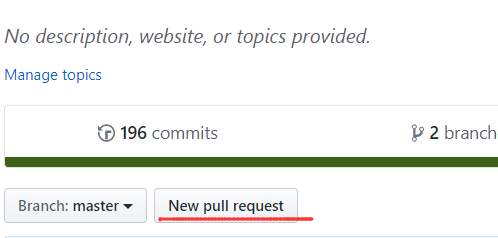 No description, website, or topics provided.
Manage topics
196 commits
2 branch
Branch: master
New pull request